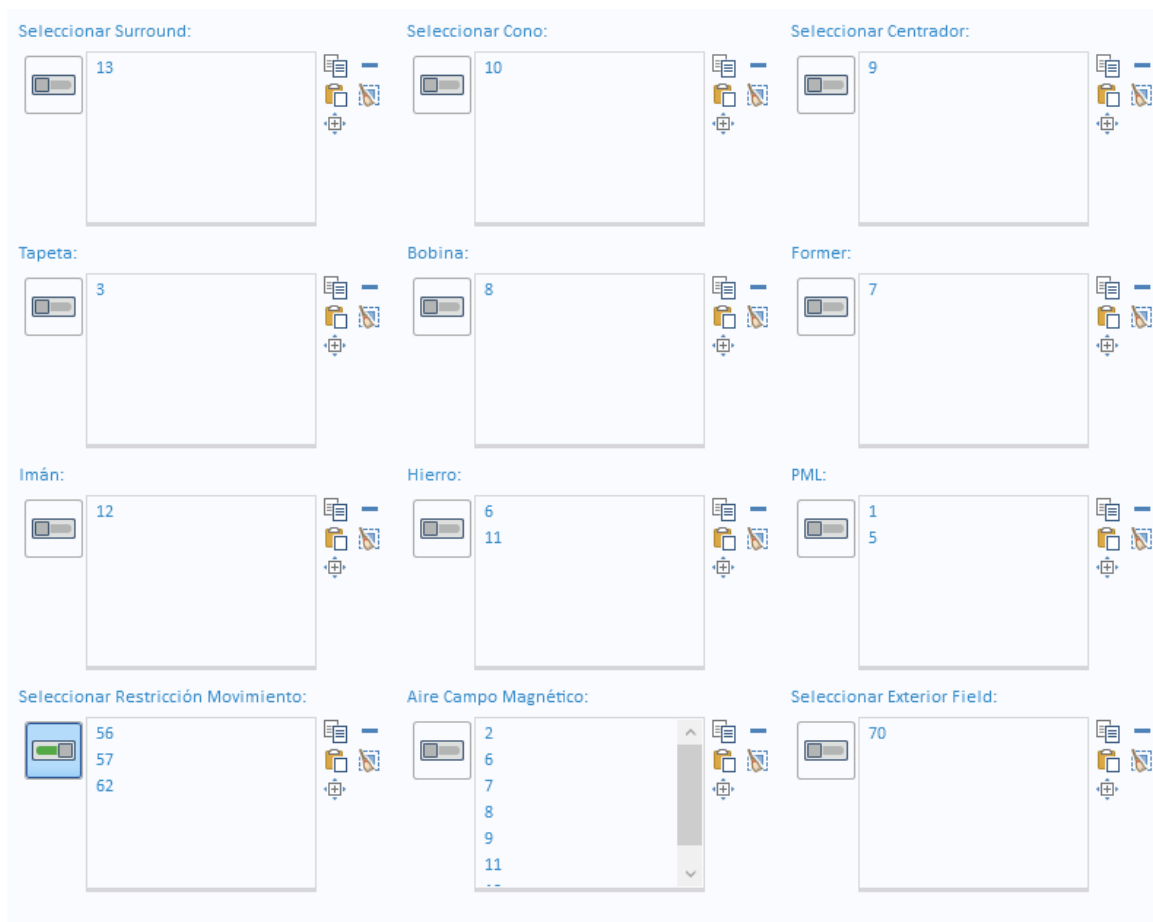 Seleccionar Surround:
13
Seleccionar Cono:
10
Seleccionar Centrador:
9
Tapeta:
3
Bobina:
8
Former:
7
Imán:
12
Hierro:
6
11
PML:
1
5
Seleccionar Restricción Movimiento:
56
57
62
Aire Campo Magnético:
2
6
7
8
9
11
Seleccionar Exterior Field:
70